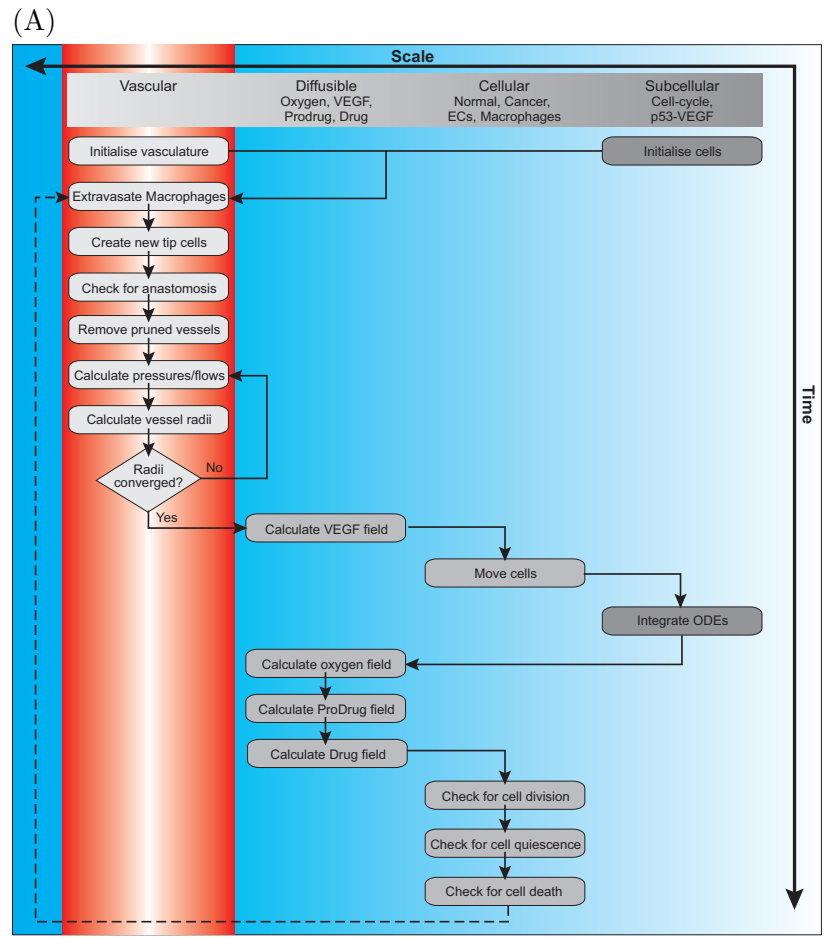 (A)
Scale
Vascular
Diffusible
Oxygen, VEGF,
Prodrug, Drug
Cellular
Normal, Cancer,
ECs, Macrophages
Subcellular
Cell-cycle,
p53-VEGF
Initialise vasculature
Initialise cells
Extravasate Macrophages
Create new tip cells
Check for anastomosis
Remove pruned vessels
Calculate pressures/flows
Calculate vessel radii
Time
Radii
converged?
No
Yes
Calculate VEGF field
Move cells
Integrate ODEs
Calculate oxygen field
Calculate ProDrug field
Calculate Drug field
Check for cell division
Check for cell quiescence
Check for cell death